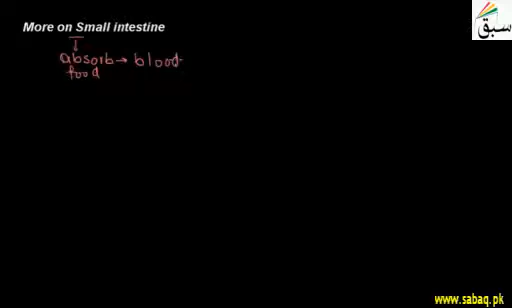 More on Small intestine
سبق
absorb → blood
food
www.sabaq.pk